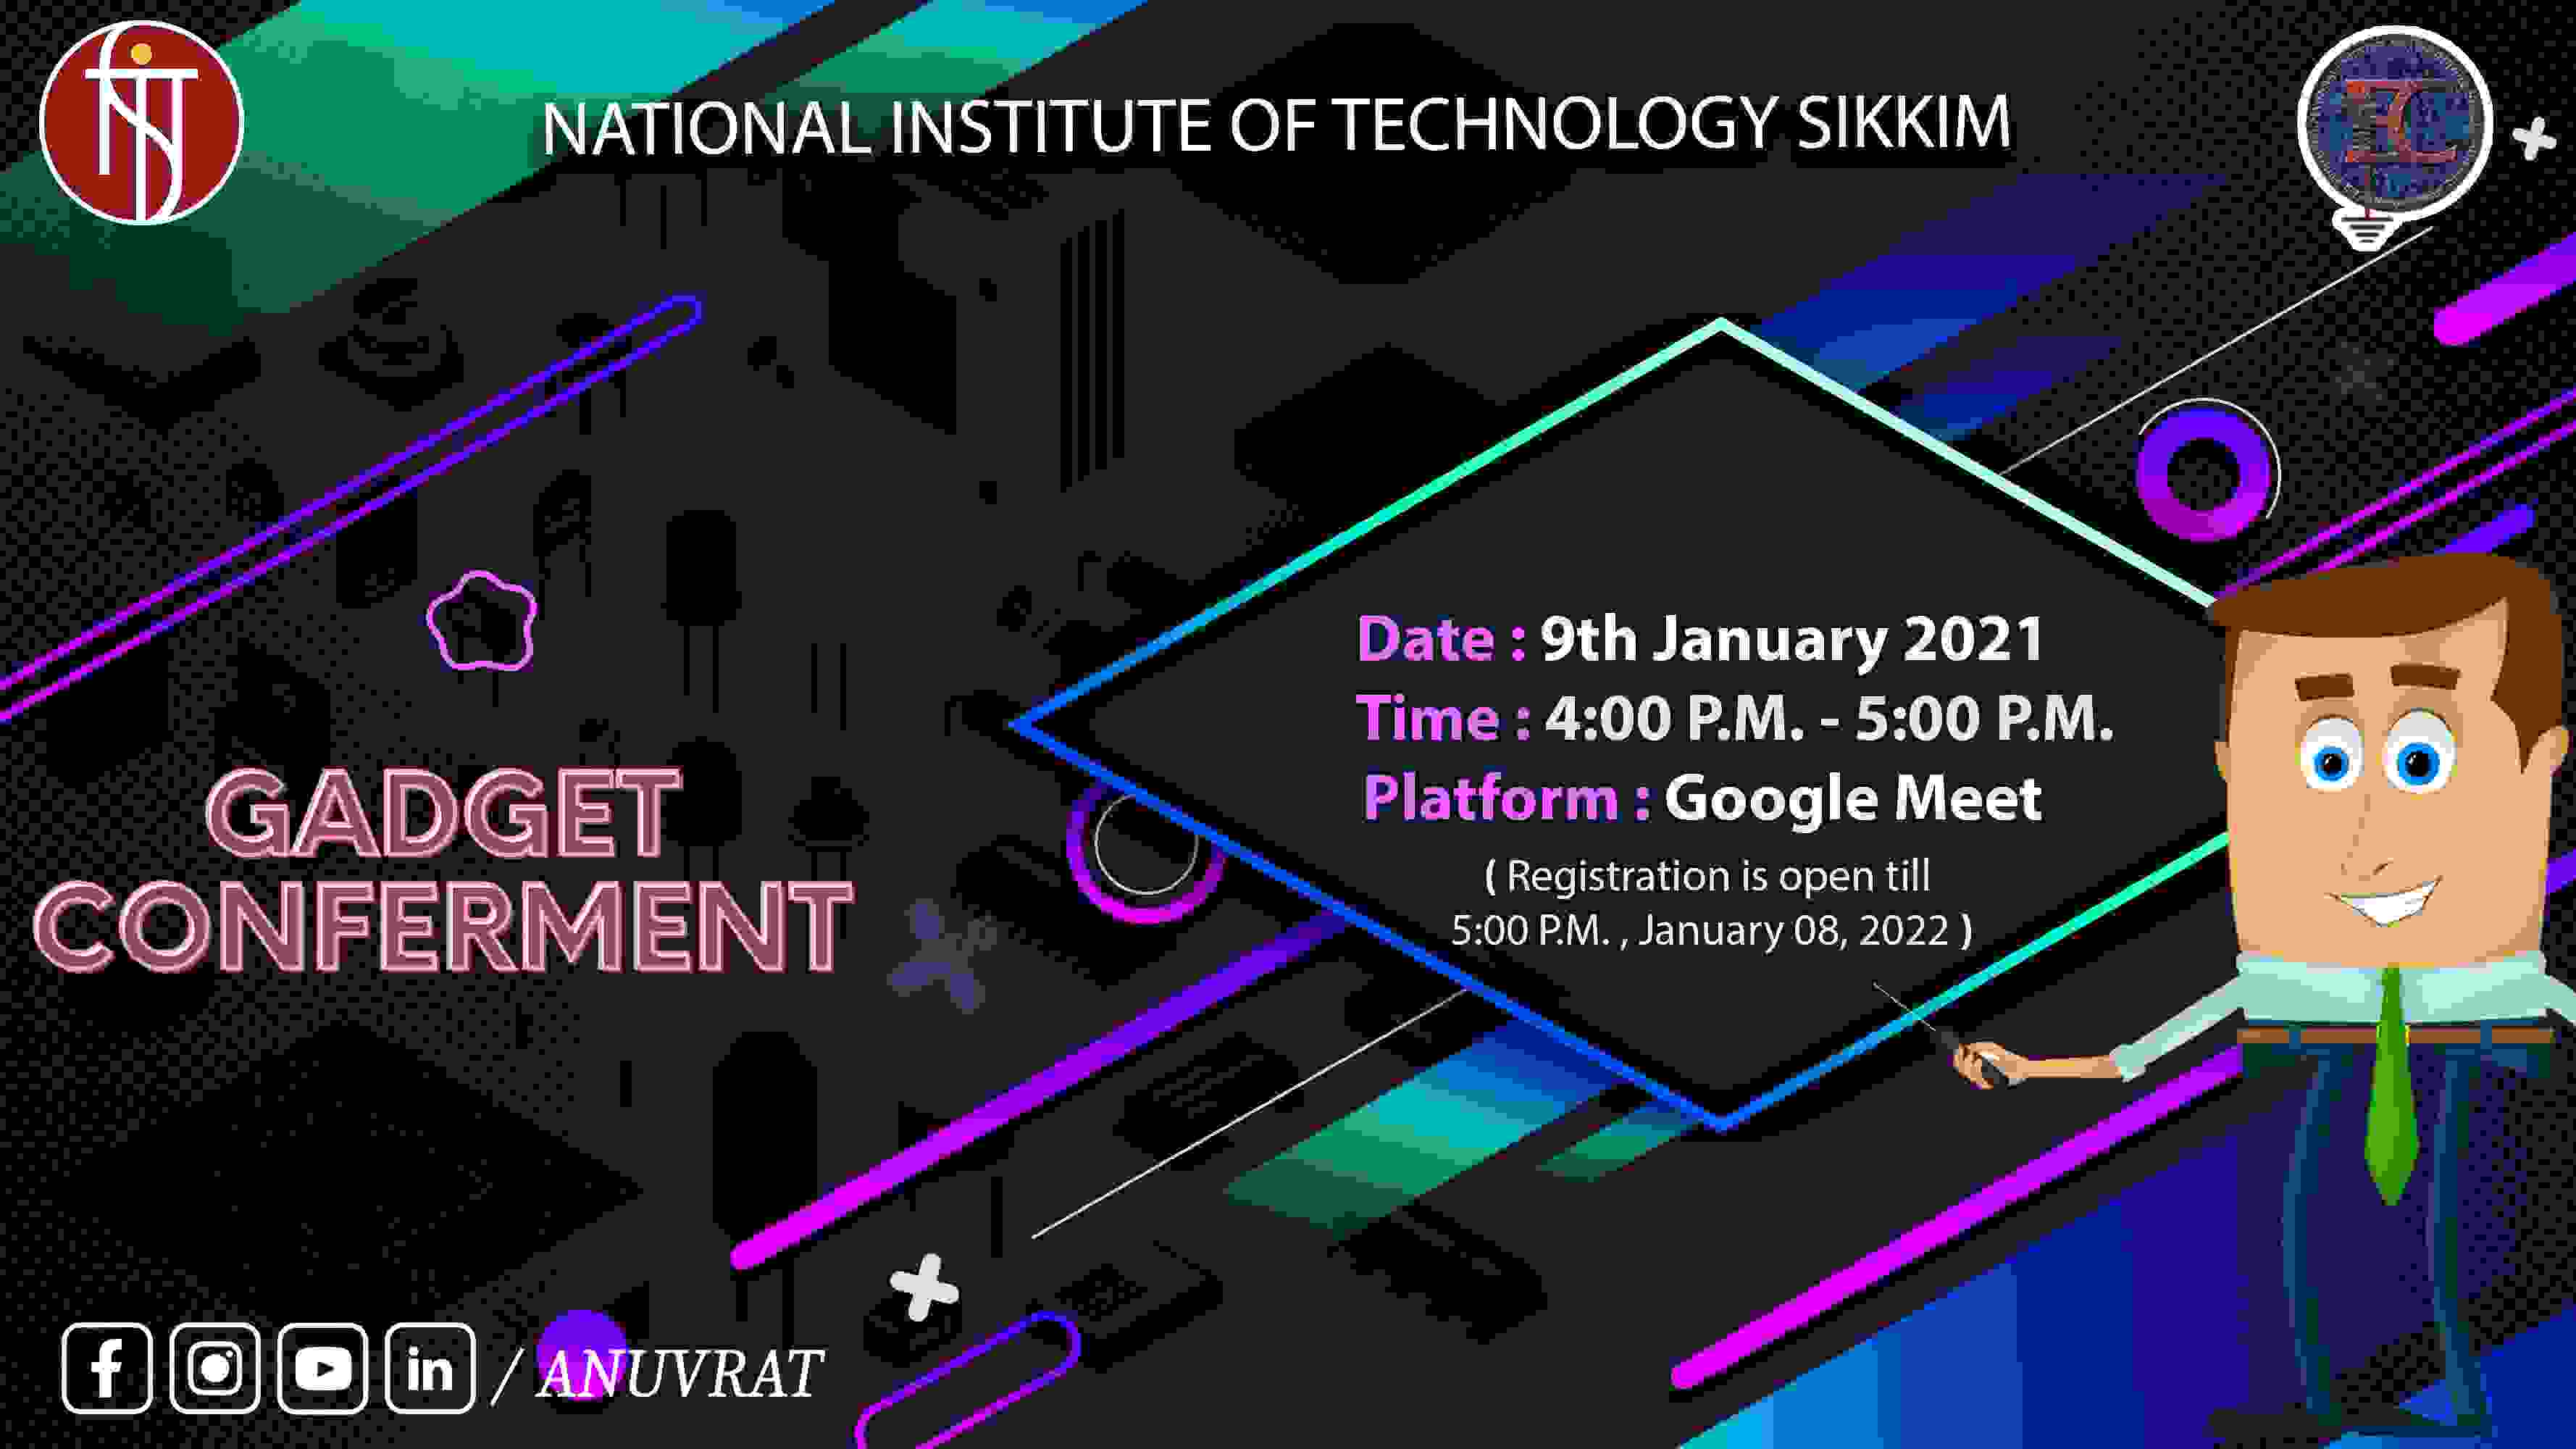 NATIONAL INSTITUTE OF TECHNOLOGY SIKKIM
GADGET
CONFERMENT
Date : 9th January 2021
Time : 4:00 P.M. - 5:00 P.M.
Platform : Google Meet
( Registration is open till
5:00 P.M. , January 08, 2022 )
/ ANUVRAT